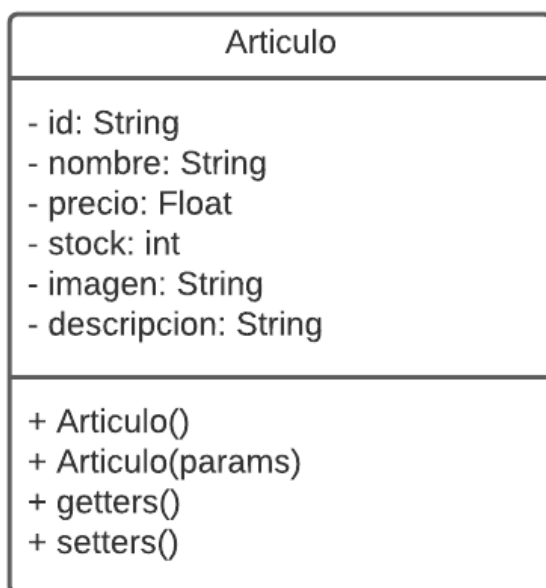 Articulo
- id: String
- nombre: String
- precio: Float
- stock: int
- imagen: String
- descripcion: String
+ Articulo()
+ Articulo(params)
+ getters()
+ setters()